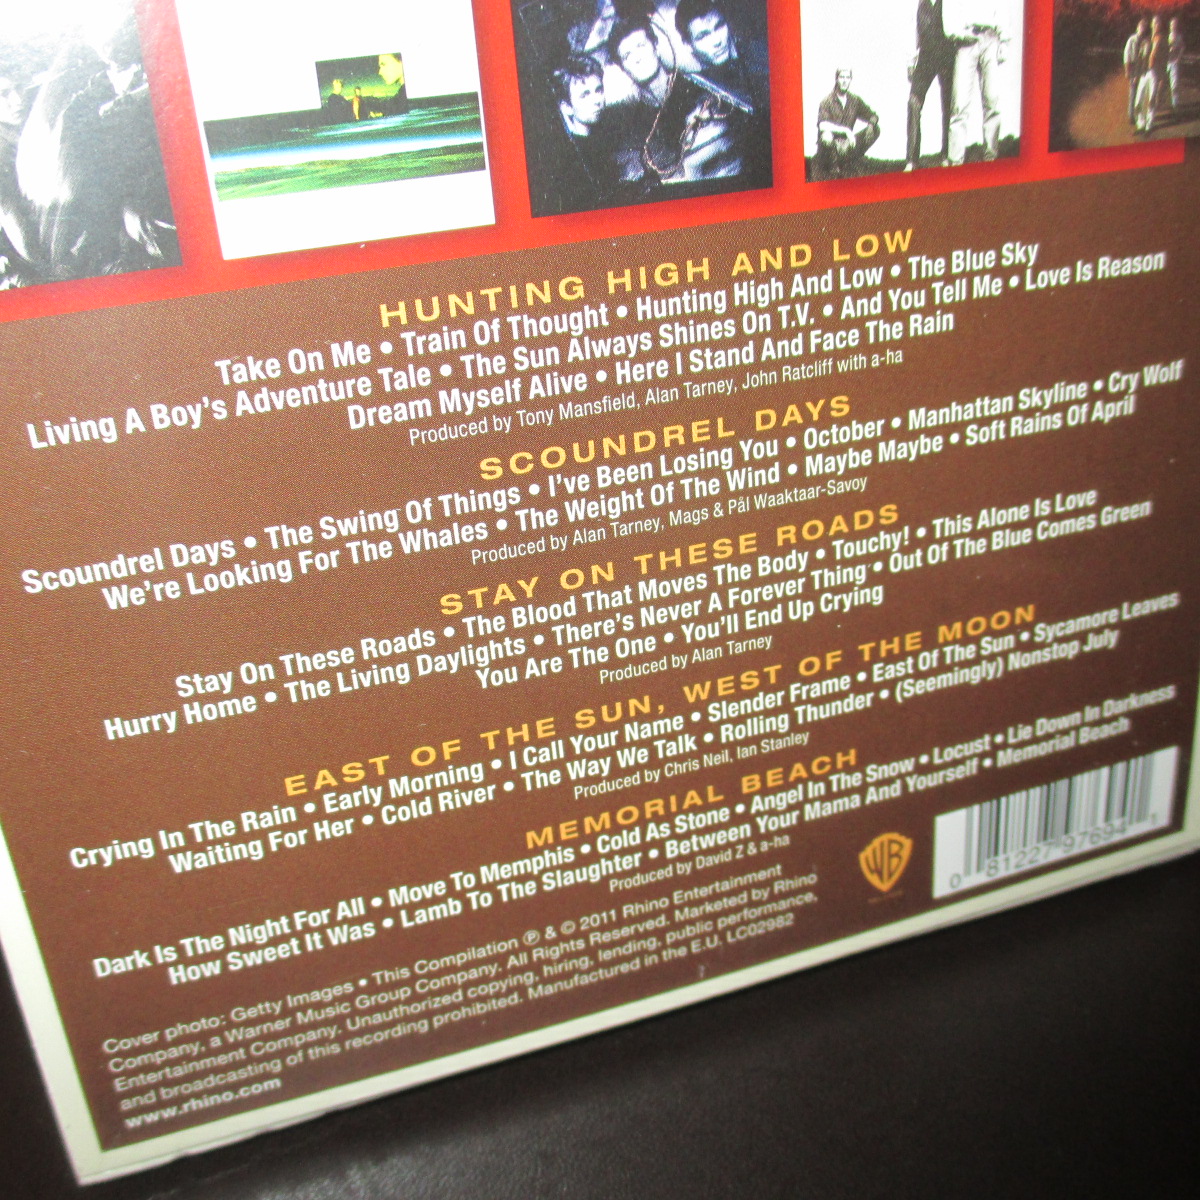 HUNTING HIGH AND LOW
Take On Me • Train Of Thought • Hunting High And Low • The Blue Sky
Living A Boy's Adventure Tale • The Sun Always Shines On T.V. • And You Tell Me • Love Is Reason
Dream Myself Alive • Here I Stand And Face The Rain
Produced by Tony Mansfield, Alan Tarney, John Ratcliff with a-ha
SCOUNDREL DAYS
Scoundrel Days • The Swing Of Things • I've Been Losing You • October • Manhattan Skyline • Cry Wolf
We're Looking For The Whales • The Weight Of The Wind • Maybe Maybe • Soft Rains Of April
Produced by Alan Tarney, Mags & Pål Waaktaar-Savoy
STAY ON THESE ROADS
Stay On These Roads • The Blood That Moves The Body • Touchy! • This Alone Is Love
Hurry Home • The Living Daylights • There's Never A Forever Thing • Out Of The Blue Comes Green
You Are The One • You'll End Up Crying
Produced by Alan Tarney
EAST OF THE SUN, WEST OF THE MOON
Crying In The Rain • Early Morning • I Call Your Name • Slender Frame • East Of The Sun • Sycamore Leaves
Waiting For Her • Cold River • The Way We Talk • Rolling Thunder • (Seemingly) Nonstop July
Produced by Chris Neil, Ian Stanley
MEMORIAL BEACH
Dark Is The Night For All • Move To Memphis • Cold As Stone • Angel In The Snow • Locust • Lie Down In Darkness
How Sweet It Was • Lamb To The Slaughter • Between Your Mama And Yourself • Memorial Beach
Produced by David Z & a-ha
WB
0 81227 97694 1
Cover photo: Getty Images • This Compilation ℗ & © 2011 Rhino Entertainment
Company, a Warner Music Group Company. All Rights Reserved. Marketed by Rhino
Entertainment Company. Unauthorized copying, hiring, lending, public performance,
and broadcasting of this recording prohibited. Manufactured in the E.U. LC02982
www.rhino.com